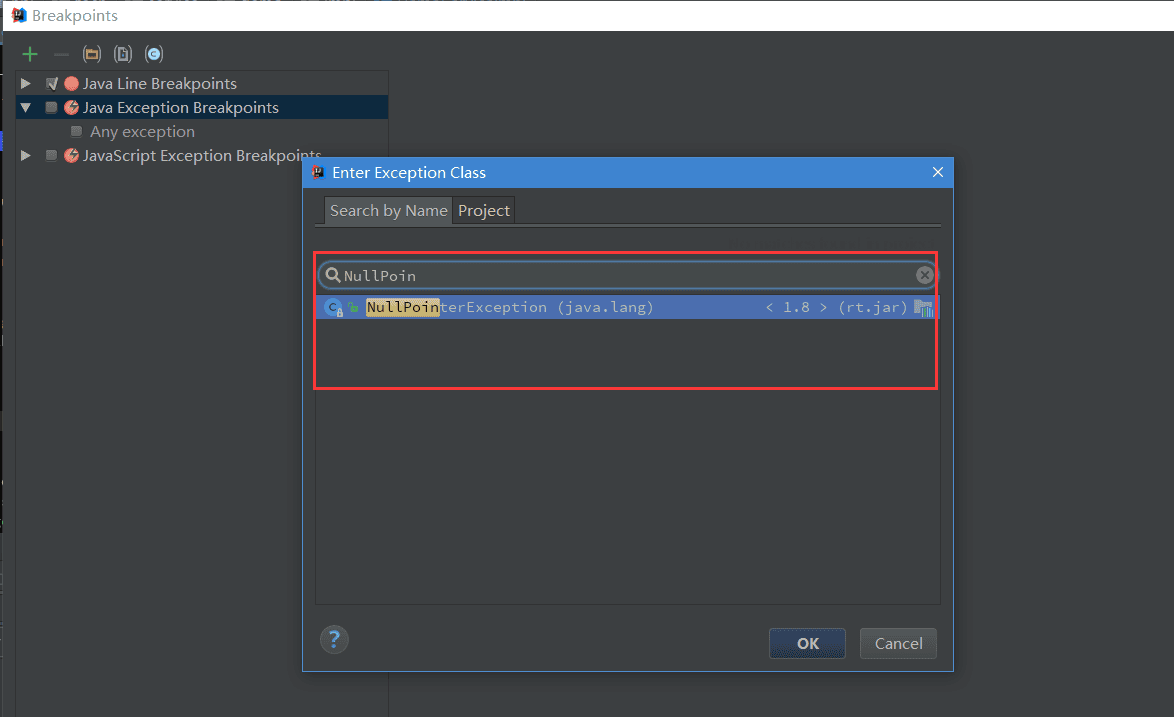 Breakpoints
Java Line Breakpoints
Java Exception Breakpoints
Any exception
JavaScript Exception Breakpoints
Enter Exception Class
Search by Name Project
NullPoin
NullPointerException (java.lang) < 1.8 > (rt.jar)
? OK Cancel